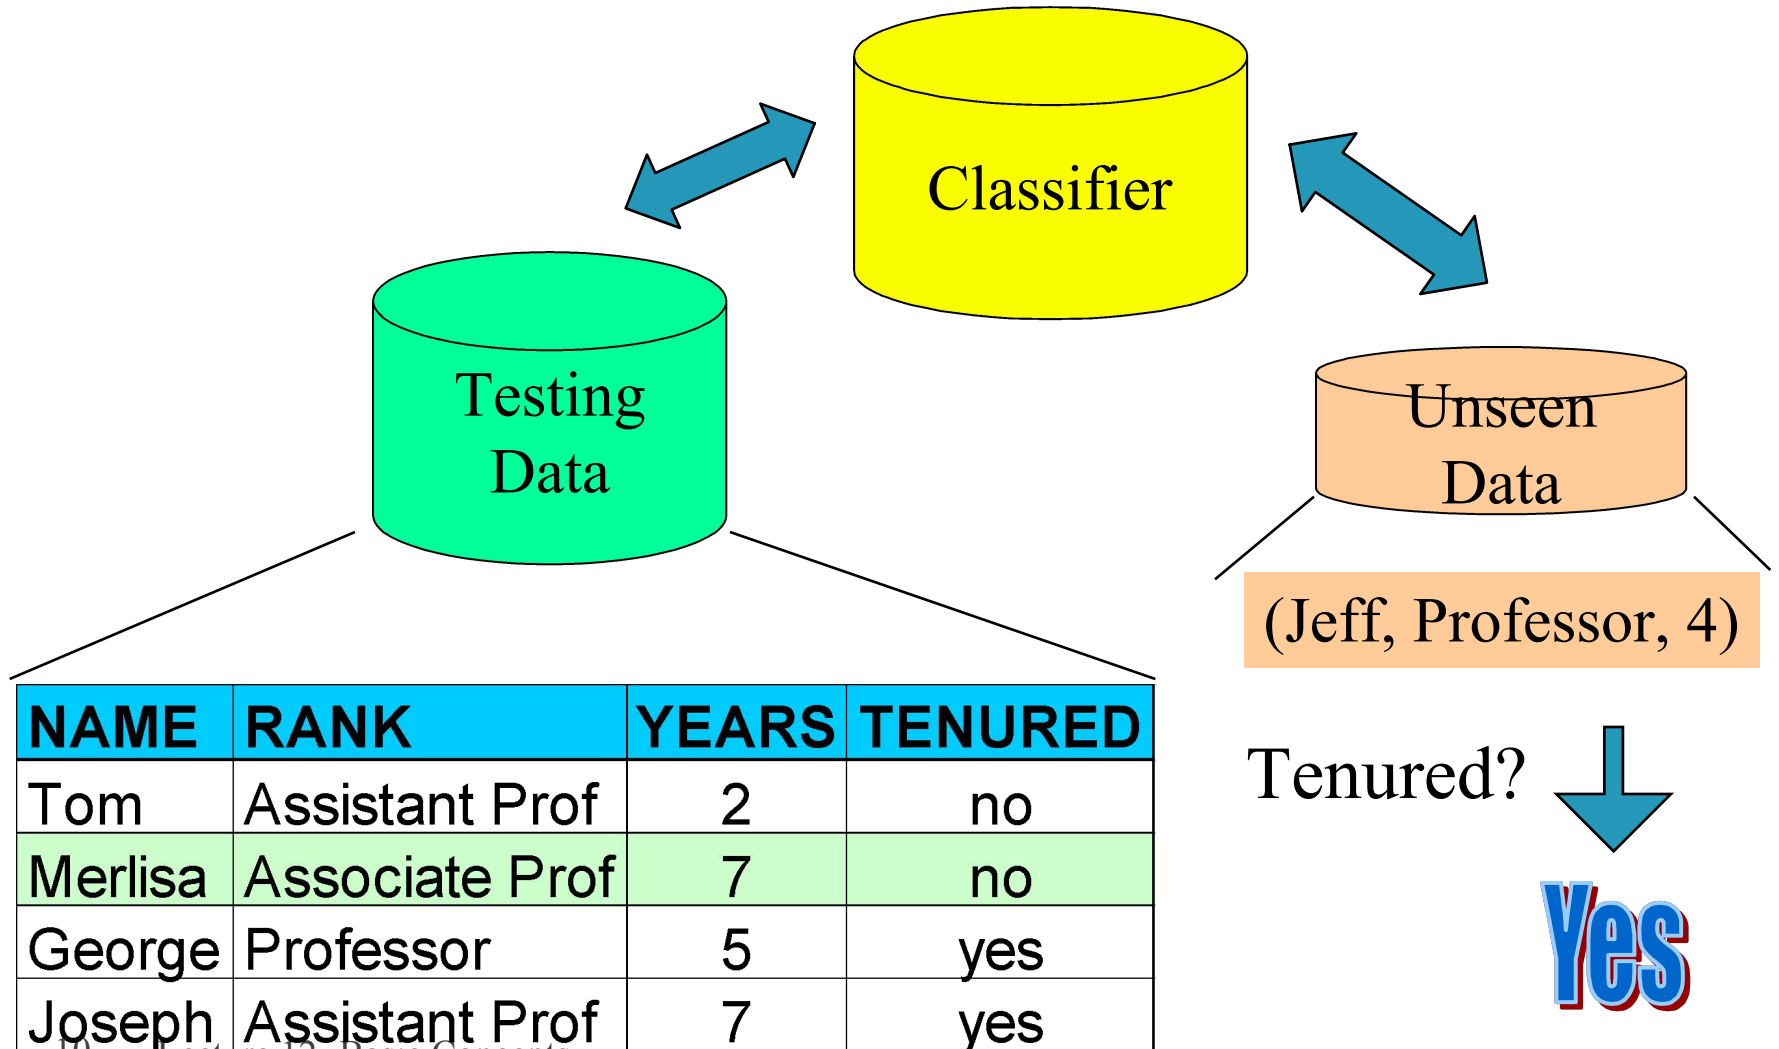 Classifier
Testing
Data
Unseen
Data
(Jeff, Professor, 4)
NAME RANK YEARS TENURED
Tom Assistant Prof 2 no
Merlisa Associate Prof 7 no
George Professor 5 yes
Joseph Assistant Prof 7 yes
Tenured?
Yes